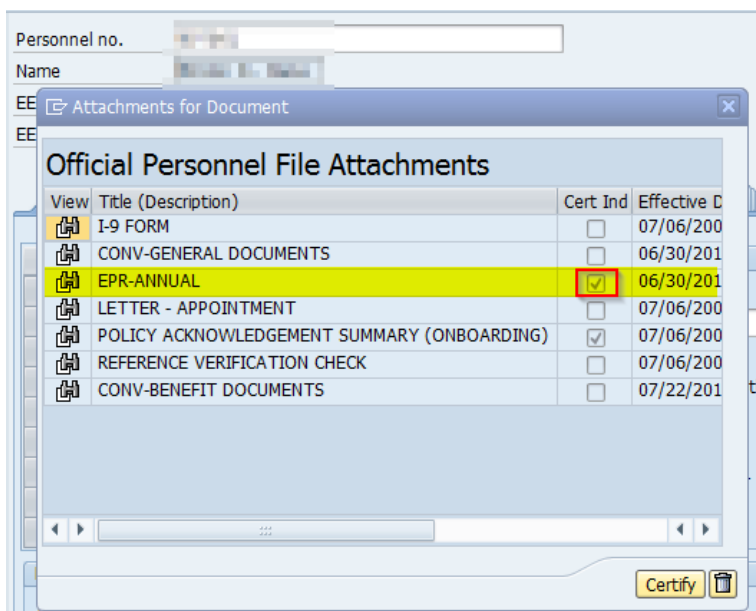 Personnel no.
Name
EE
Attachments for Document
EE
Official Personnel File Attachments
View Title (Description) Cert Ind Effective D
I-9 FORM 07/06/200
CONV-GENERAL DOCUMENTS 06/30/201
EPR-ANNUAL 06/30/201
LETTER - APPOINTMENT 07/06/200
POLICY ACKNOWLEDGEMENT SUMMARY (ONBOARDING) 07/06/200
REFERENCE VERIFICATION CHECK 07/06/200
CONV-BENEFIT DOCUMENTS 07/22/201
Certify